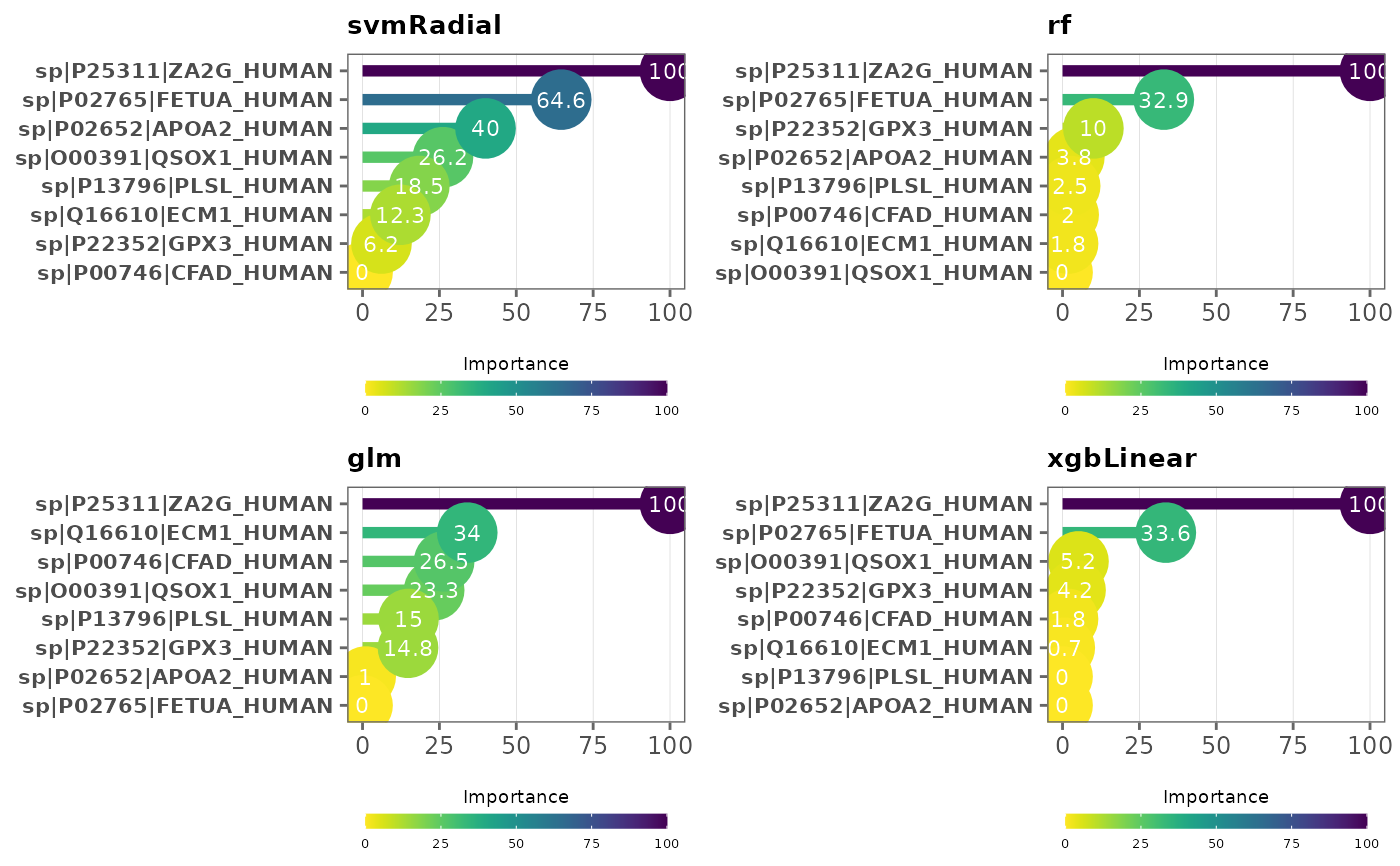 svmRadial
sp|P25311|ZA2G_HUMAN 100
sp|P02765|FETUA_HUMAN 64.6
sp|P02652|APOA2_HUMAN 40
sp|O00391|QSOX1_HUMAN 26.2
sp|P13796|PLSL_HUMAN 18.5
sp|Q16610|ECM1_HUMAN 12.3
sp|P22352|GPX3_HUMAN 6.2
sp|P00746|CFAD_HUMAN 0
0 25 50 75 100
Importance
0 25 50 75 100
rf
sp|P25311|ZA2G_HUMAN 100
sp|P02765|FETUA_HUMAN 32.9
sp|P22352|GPX3_HUMAN 10
sp|P02652|APOA2_HUMAN 3.8
sp|P13796|PLSL_HUMAN 2.5
sp|P00746|CFAD_HUMAN 2
sp|Q16610|ECM1_HUMAN 1.8
sp|O00391|QSOX1_HUMAN 0
0 25 50 75 100
Importance
0 25 50 75 100
glm
sp|P25311|ZA2G_HUMAN 100
sp|Q16610|ECM1_HUMAN 34
sp|P00746|CFAD_HUMAN 26.5
sp|O00391|QSOX1_HUMAN 23.3
sp|P13796|PLSL_HUMAN 15
sp|P22352|GPX3_HUMAN 14.8
sp|P02652|APOA2_HUMAN 1
sp|P02765|FETUA_HUMAN 0
0 25 50 75 100
Importance
0 25 50 75 100
xgbLinear
sp|P25311|ZA2G_HUMAN 100
sp|P02765|FETUA_HUMAN 33.6
sp|O00391|QSOX1_HUMAN 5.2
sp|P22352|GPX3_HUMAN 4.2
sp|P00746|CFAD_HUMAN 1.8
sp|Q16610|ECM1_HUMAN 0.7
sp|P13796|PLSL_HUMAN 0
sp|P02652|APOA2_HUMAN 0
0 25 50 75 100
Importance
0 25 50 75 100